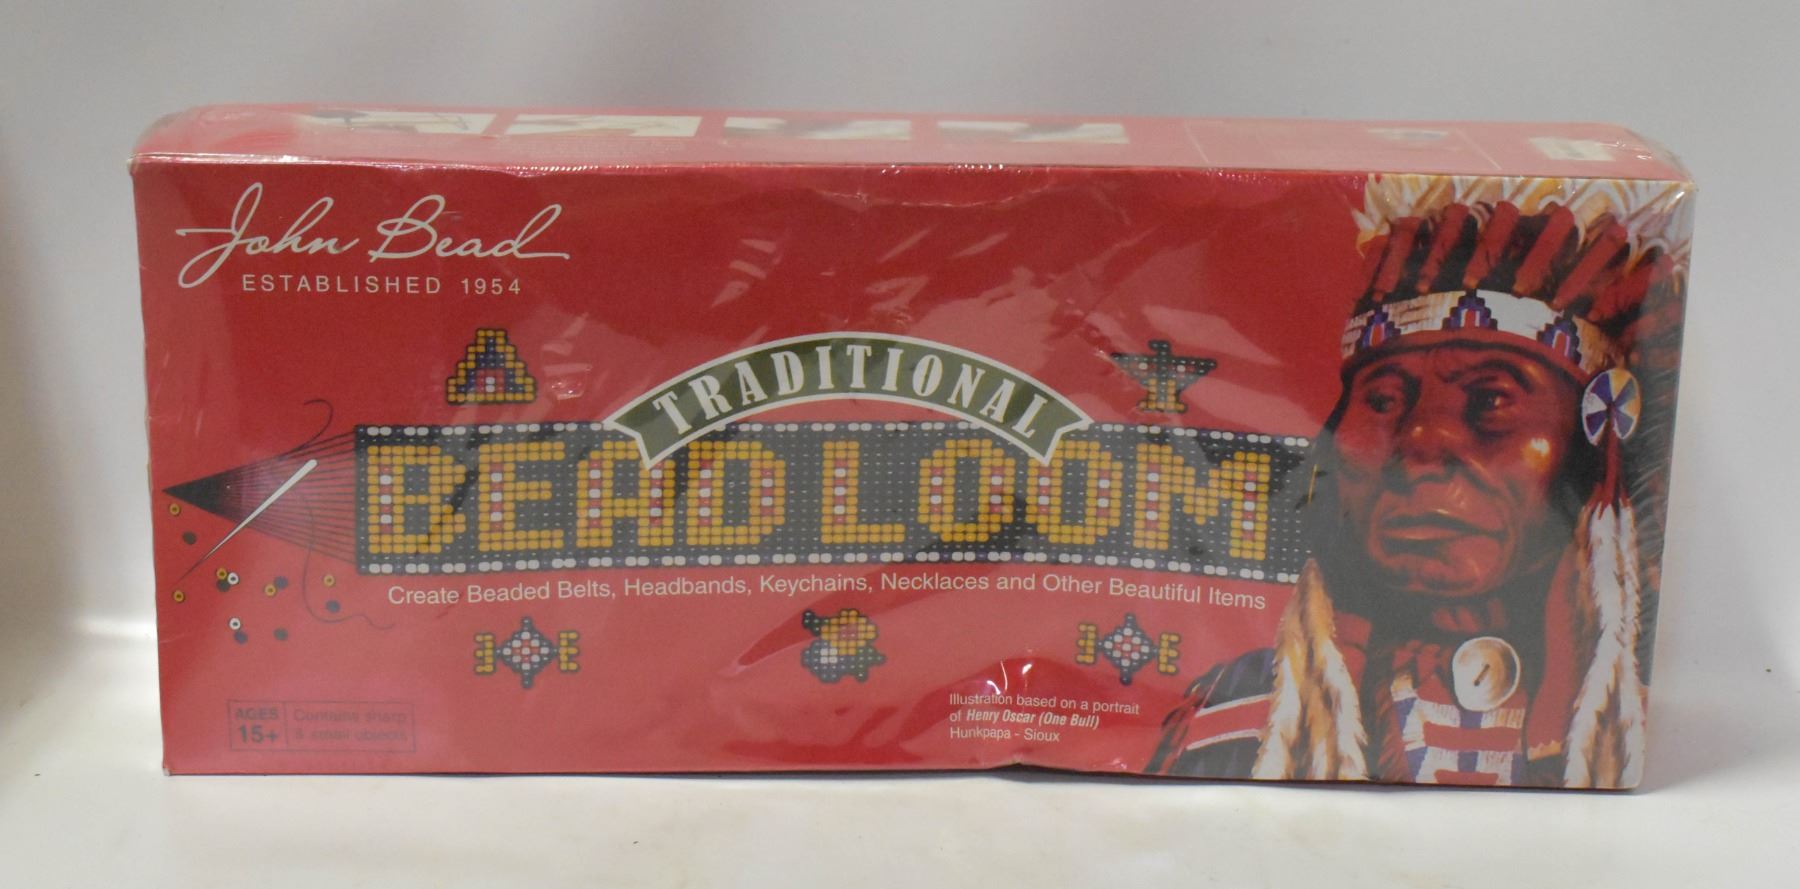 John Bead
ESTABLISHED 1954
TRADITIONAL
BEAD LOOM
Create Beaded Belts, Headbands, Keychains, Necklaces and Other Beautiful Items
AGES
15+
Contains sharp
& small objects
Illustration based on a portrait
of Henry Oscar (One Bull)
Hunkpapa - Sioux